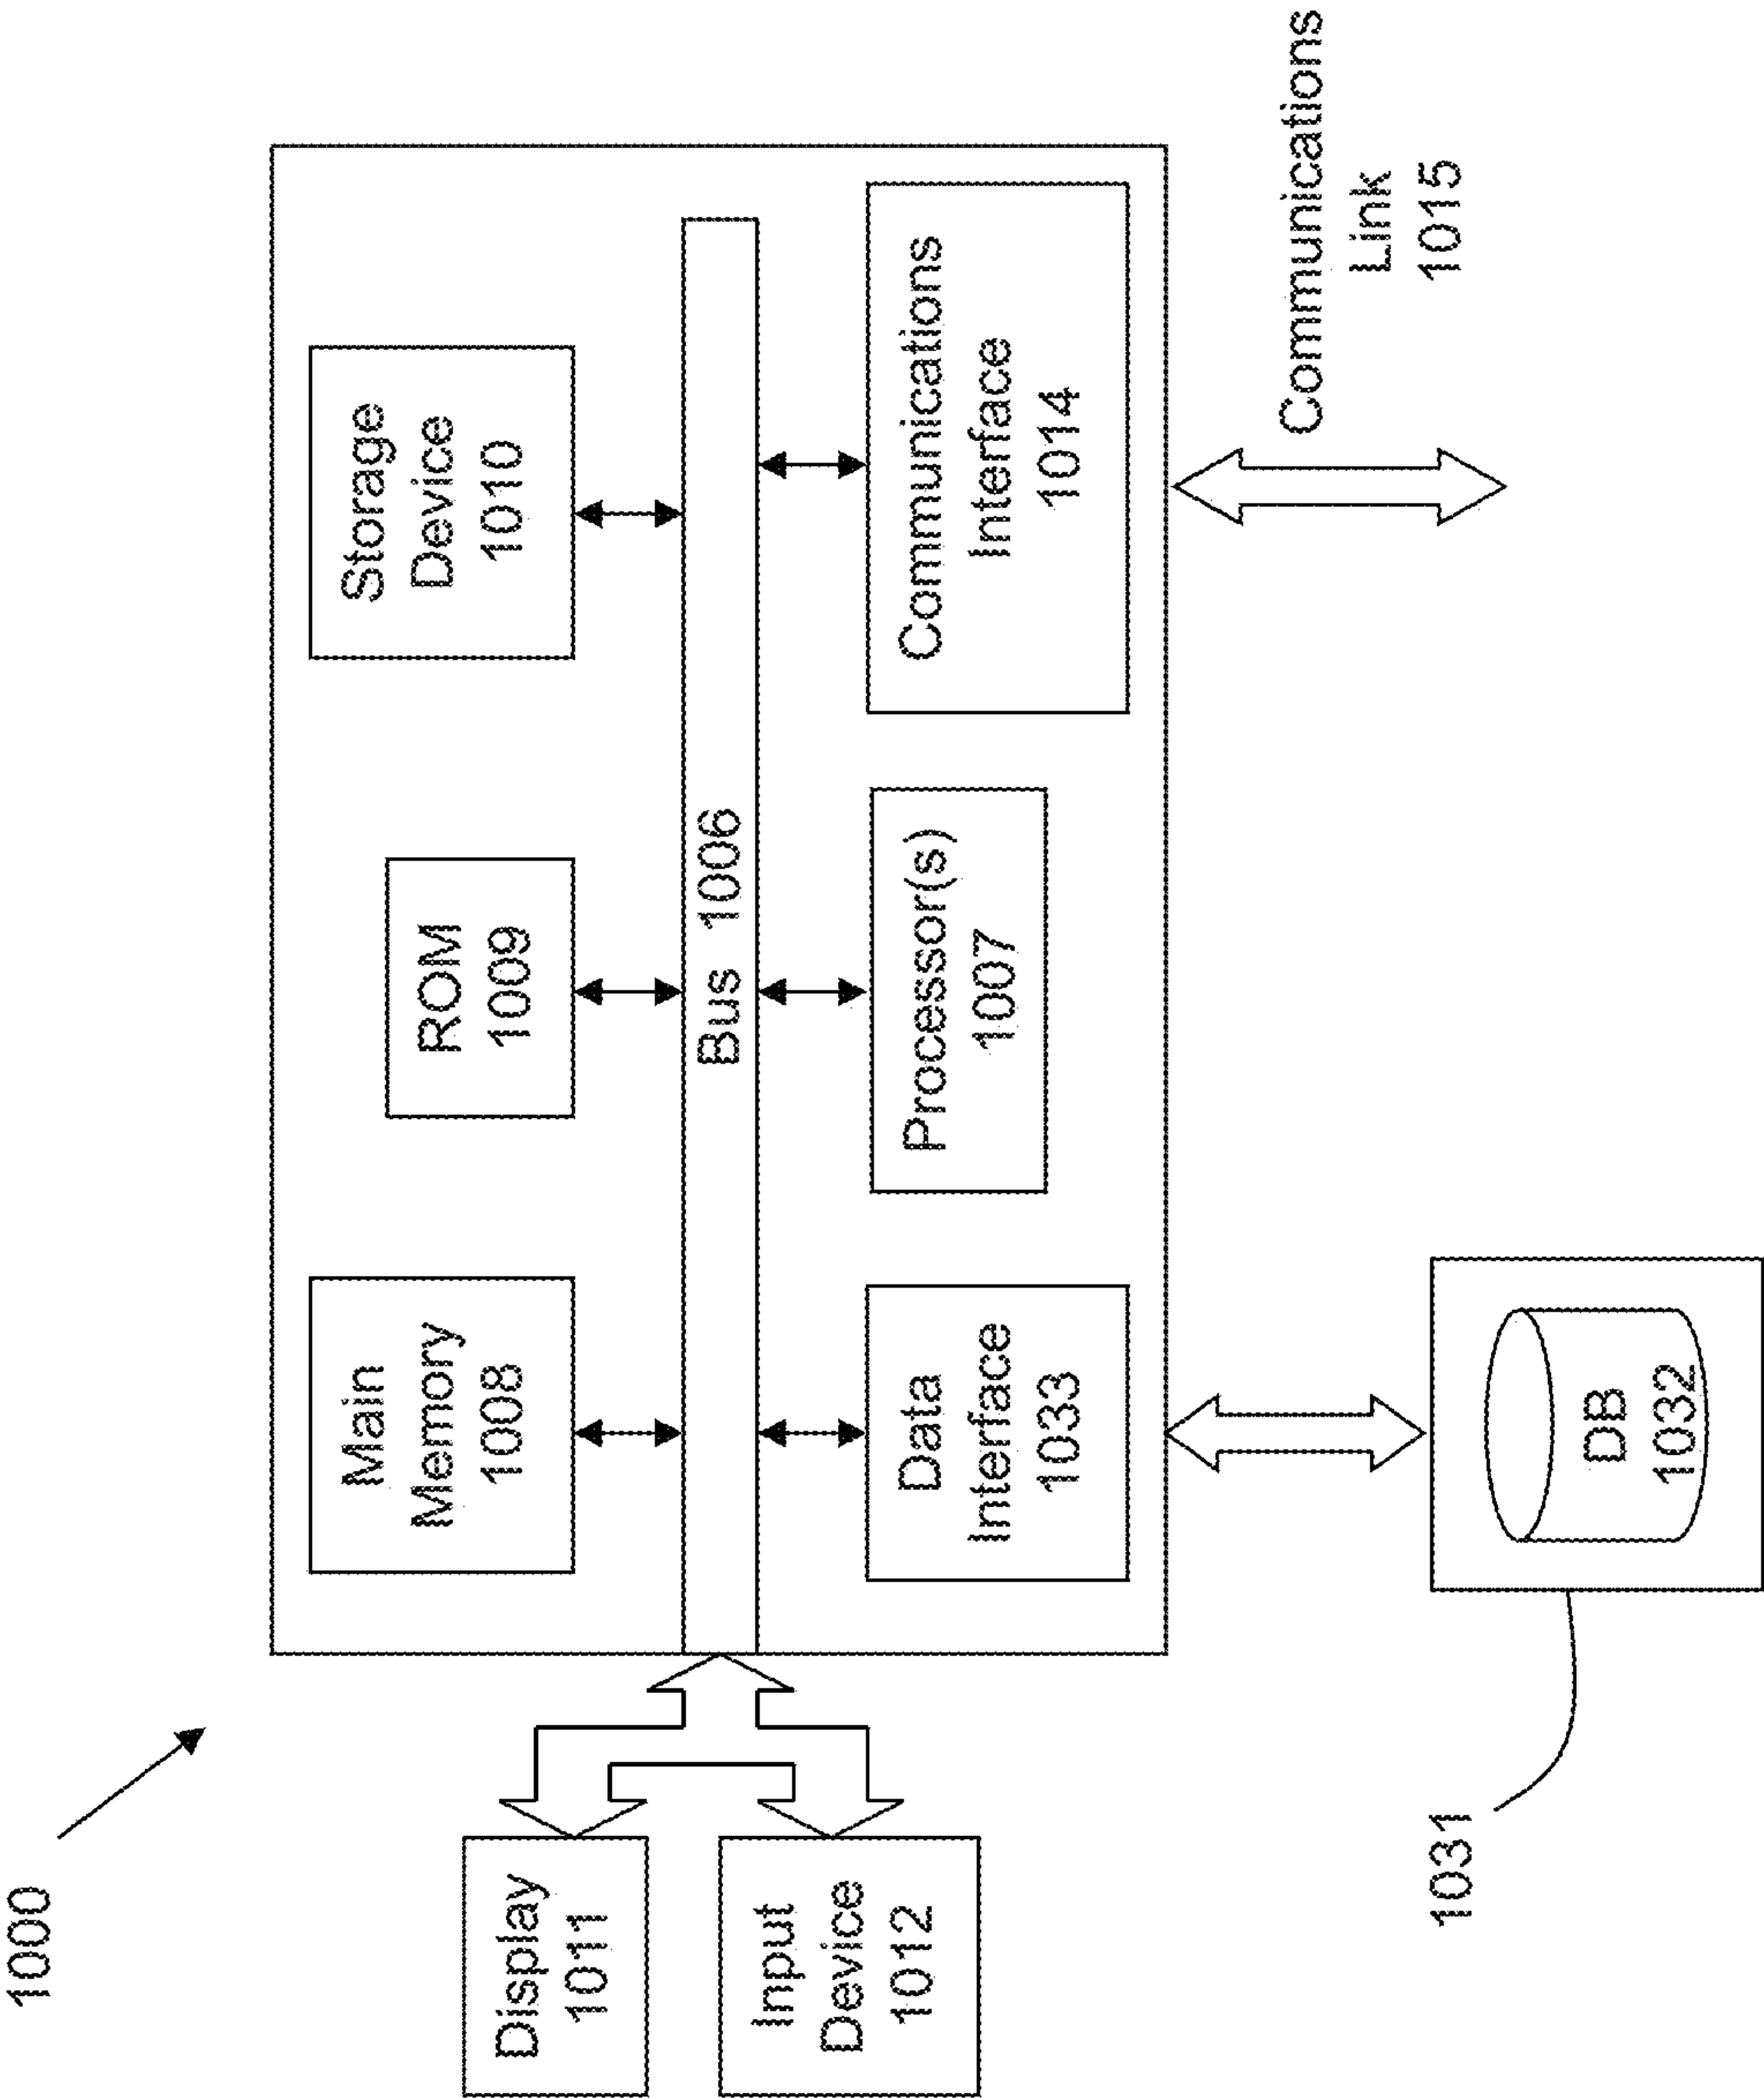 1000
Main
Memory
1008
ROM
1009
Storage
Device
1010
Display
1011
Bus 1006
Input
Device
1012
Data
Interface
1033
Processor(s)
1007
Communications
Interface
1014
Communications
Link
1015
1031
DB
1032